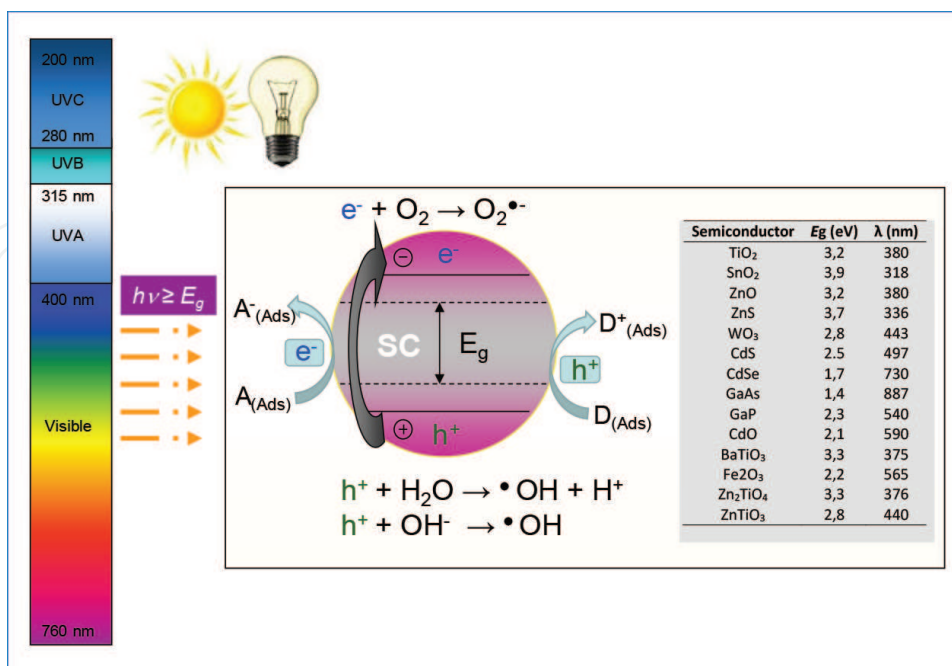 200 nm
UVC
280 nm
UVB
315 nm
UVA
400 nm
Visible
760 nm
hν ≥ Eg
e⁻ + O₂ → O₂•⁻
⊖ e⁻
A⁻(Ads)
e⁻
A(Ads)
SC
Eg
D⁺(Ads)
h⁺
D(Ads)
⊕ h⁺
h⁺ + H₂O → •OH + H⁺
h⁺ + OH⁻ → •OH
Semiconductor Eg (eV) λ (nm)
TiO₂ 3,2 380
SnO₂ 3,9 318
ZnO 3,2 380
ZnS 3,7 336
WO₃ 2,8 443
CdS 2.5 497
CdSe 1,7 730
GaAs 1,4 887
GaP 2,3 540
CdO 2,1 590
BaTiO₃ 3,3 375
Fe2O₃ 2,2 565
Zn₂TiO₄ 3,3 376
ZnTiO₃ 2,8 440